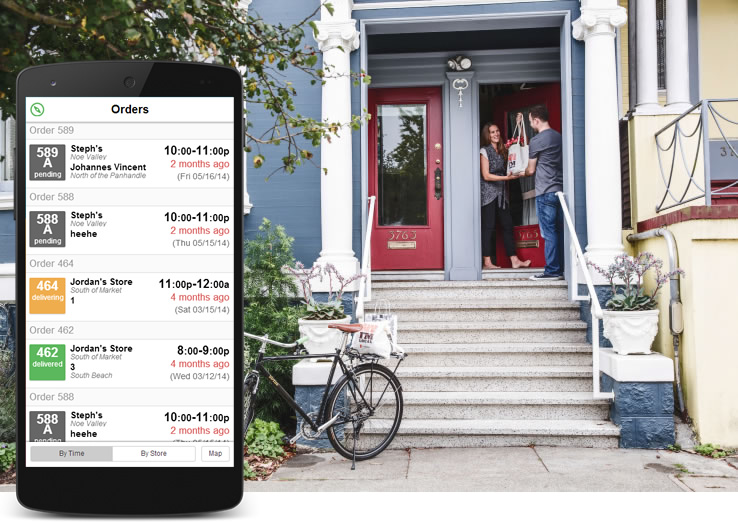 Orders
Order 589
589 A pending
Steph's
Noe Valley
Johannes Vincent
North of the Panhandle
10:00-11:00p
2 months ago
(Fri 05/16/14)
Order 588
588 A pending
Steph's
Noe Valley
heehe
10:00-11:00p
2 months ago
(Thu 05/15/14)
Order 464
464 delivering
Jordan's Store
South of Market
1
11:00p-12:00a
4 months ago
(Sat 03/15/14)
Order 462
462 delivered
Jordan's Store
South of Market
3
South Beach
8:00-9:00p
4 months ago
(Wed 03/12/14)
Order 588
588 A pending
Steph's
Noe Valley
heehe
10:00-11:00p
2 months ago
(Thu 05/15/14)
By Time
By Store
Map
3763